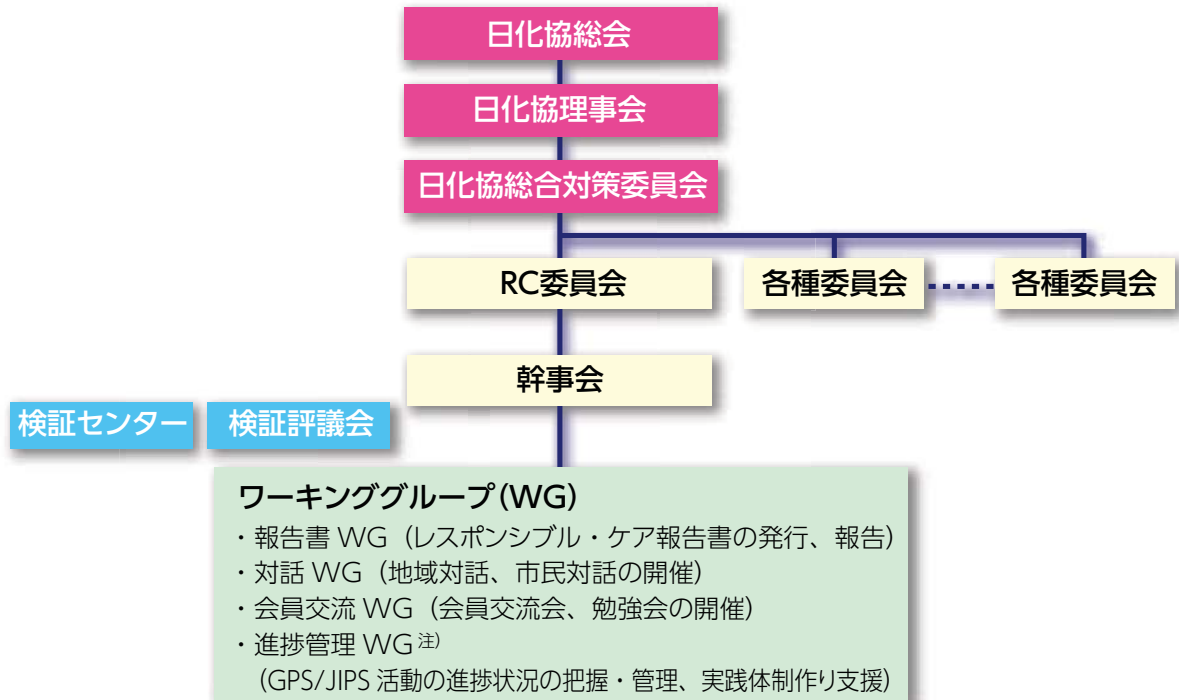 日化協総会
日化協理事会
日化協総合対策委員会
RC委員会
各種委員会
各種委員会
幹事会
検証センター
検証評議会
ワーキンググループ(WG)
・報告書 WG（レスポンシブル・ケア報告書の発行、報告）
・対話 WG（地域対話、市民対話の開催）
・会員交流 WG（会員交流会、勉強会の開催）
・進捗管理 WG注）
（GPS/JIPS 活動の進捗状況の把握・管理、実践体制作り支援）